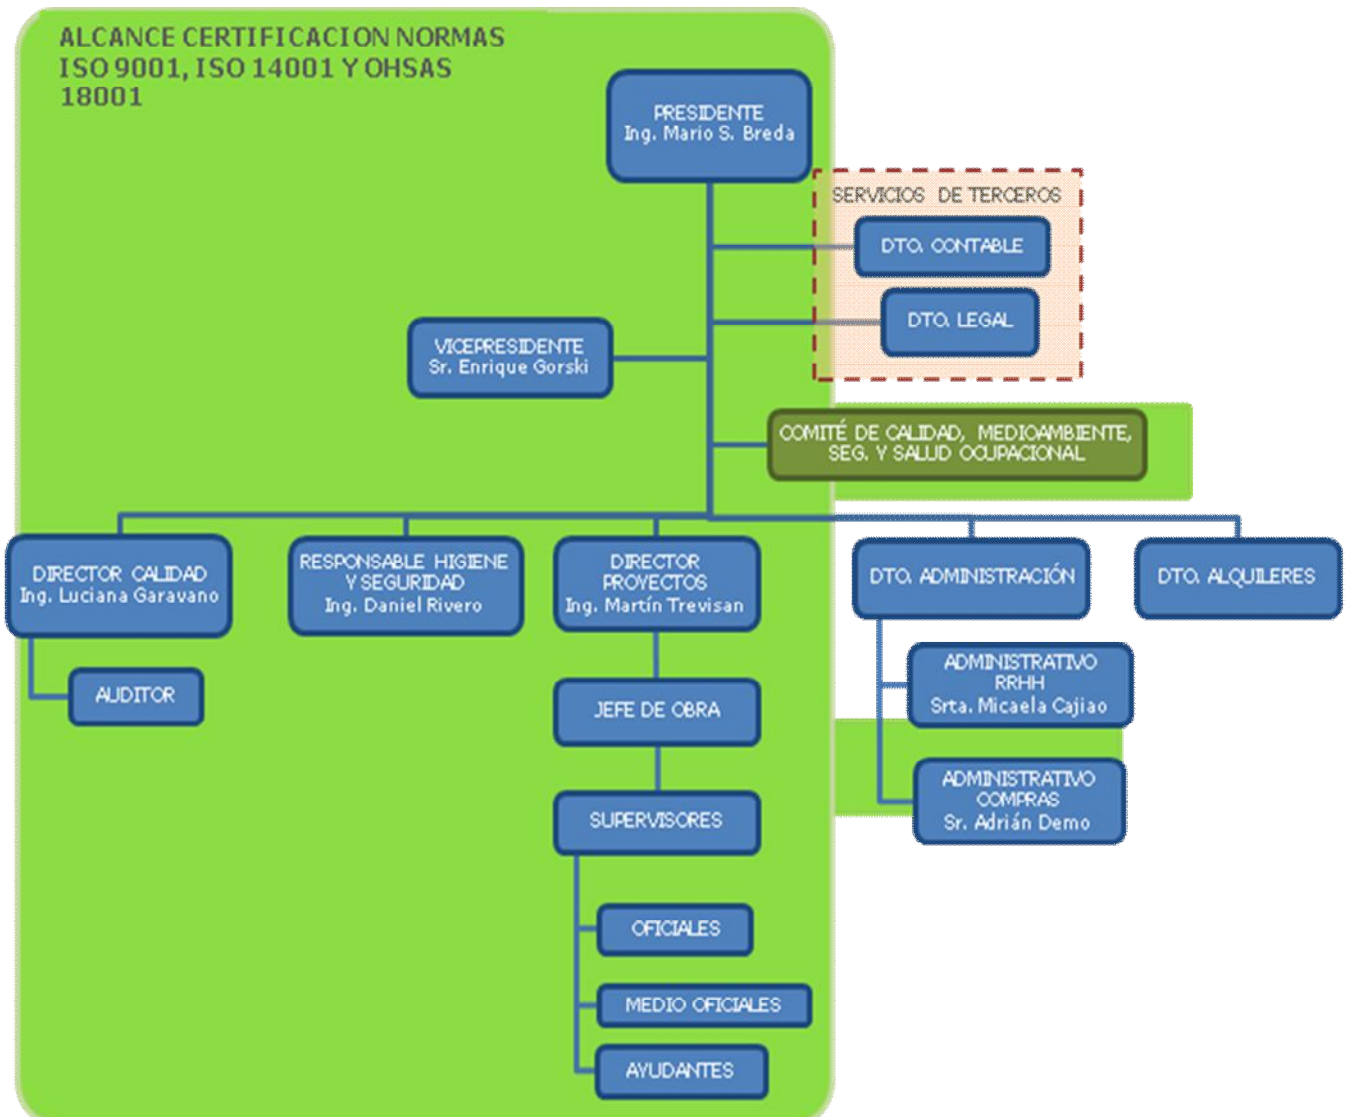 ALCANCE CERTIFICACION NORMAS
ISO 9001, ISO 14001 Y OHSAS
18001
PRESIDENTE
Ing. Mario S. Breda
SERVICIOS DE TERCEROS
DTO. CONTABLE
DTO. LEGAL
VICEPRESIDENTE
Sr. Enrique Gorski
COMITÉ DE CALIDAD, MEDIOAMBIENTE,
SEG. Y SALUD OCUPACIONAL
DIRECTOR CALIDAD
Ing. Luciana Garavano
RESPONSABLE HIGIENE
Y SEGURIDAD
Ing. Daniel Rivero
DIRECTOR
PROYECTOS
Ing. Martín Trevisan
DTO. ADMINISTRACIÓN
DTO. ALQUILERES
AUDITOR
JEFE DE OBRA
ADMINISTRATIVO
RRHH
Srta. Micaela Cajiao
SUPERVISORES
ADMINISTRATIVO
COMPRAS
Sr. Adrián Demo
OFICIALES
MEDIO OFICIALES
AYUDANTES